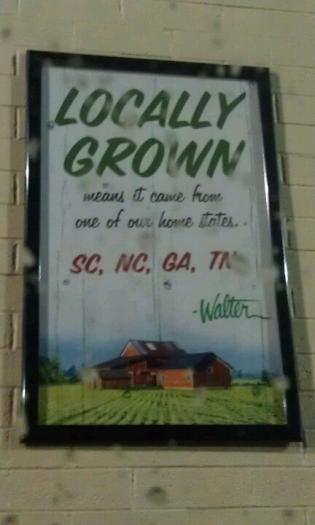 LOCALLY
GROWN
means it came from
one of our home states.
SC, NC, GA, TN
-Walter